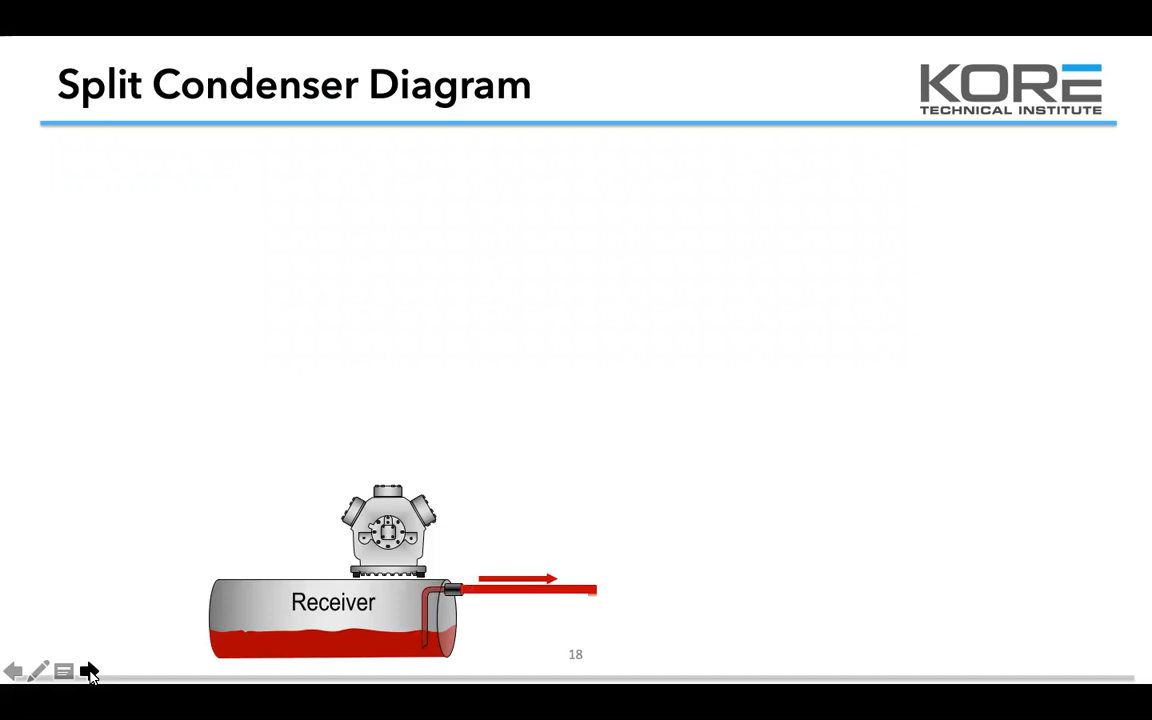 Split Condenser Diagram
KORE
TECHNICAL INSTITUTE
Receiver
18